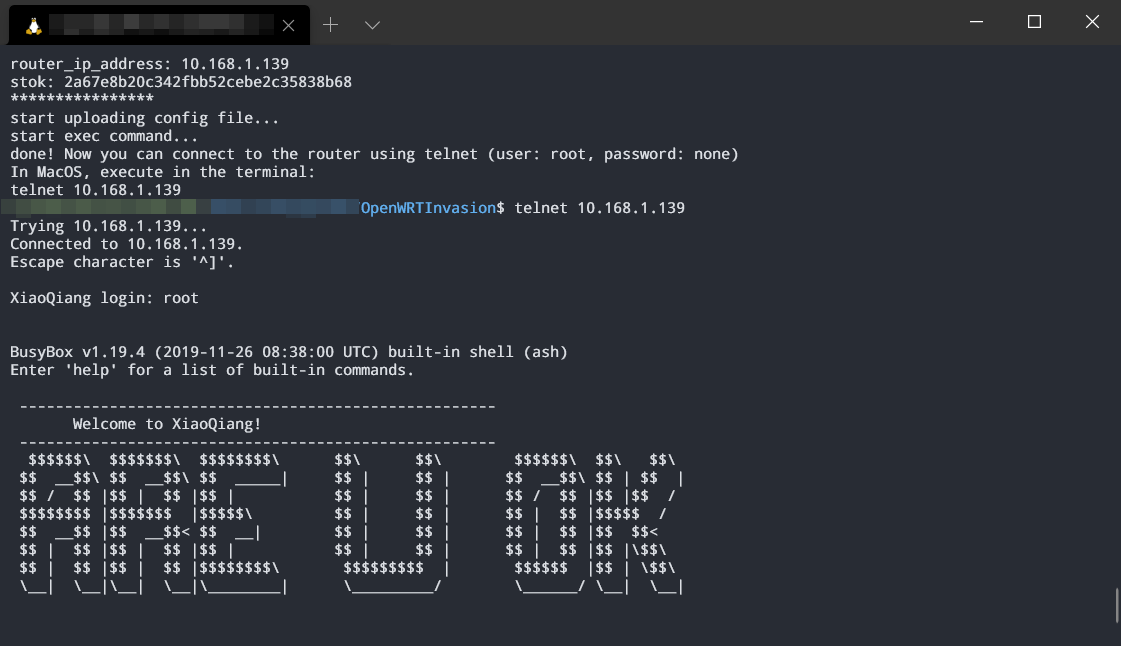 router_ip_address: 10.168.1.139
stok: 2a67e8b20c342fbb52cebe2c35838b68
****************
start uploading config file...
start exec command...
done! Now you can connect to the router using telnet (user: root, password: none)
In MacOS, execute in the terminal:
telnet 10.168.1.139
/OpenWRTInvasion$ telnet 10.168.1.139
Trying 10.168.1.139...
Connected to 10.168.1.139.
Escape character is '^]'.
XiaoQiang login: root
BusyBox v1.19.4 (2019-11-26 08:38:00 UTC) built-in shell (ash)
Enter 'help' for a list of built-in commands.
-----------------------------------------------------
Welcome to XiaoQiang!
-----------------------------------------------------
 $$$$$$\  $$$$$$$\  $$$$$$$$\      $$\      $$\        $$$$$$\  $$\   $$\
$$  __$$\ $$  __$$\ $$  _____|     $$ |     $$ |      $$  __$$\ $$ | $$  |
$$ /  $$ |$$ |  $$ |$$ |           $$ |     $$ |      $$ /  $$ |$$ |$$  /
$$$$$$$$ |$$$$$$$  |$$$$$\         $$ |     $$ |      $$ |  $$ |$$$$$  /
$$  __$$ |$$  __$$< $$  __|        $$ |     $$ |      $$ |  $$ |$$  $$<
$$ |  $$ |$$ |  $$ |$$ |           $$ |     $$ |      $$ |  $$ |$$ |\$$\
$$ |  $$ |$$ |  $$ |$$$$$$$$\       $$$$$$$$$  |       $$$$$$  |$$ | \$$\
\__|  \__|\__|  \__|\________|      \_________/        \______/ \__|  \__|